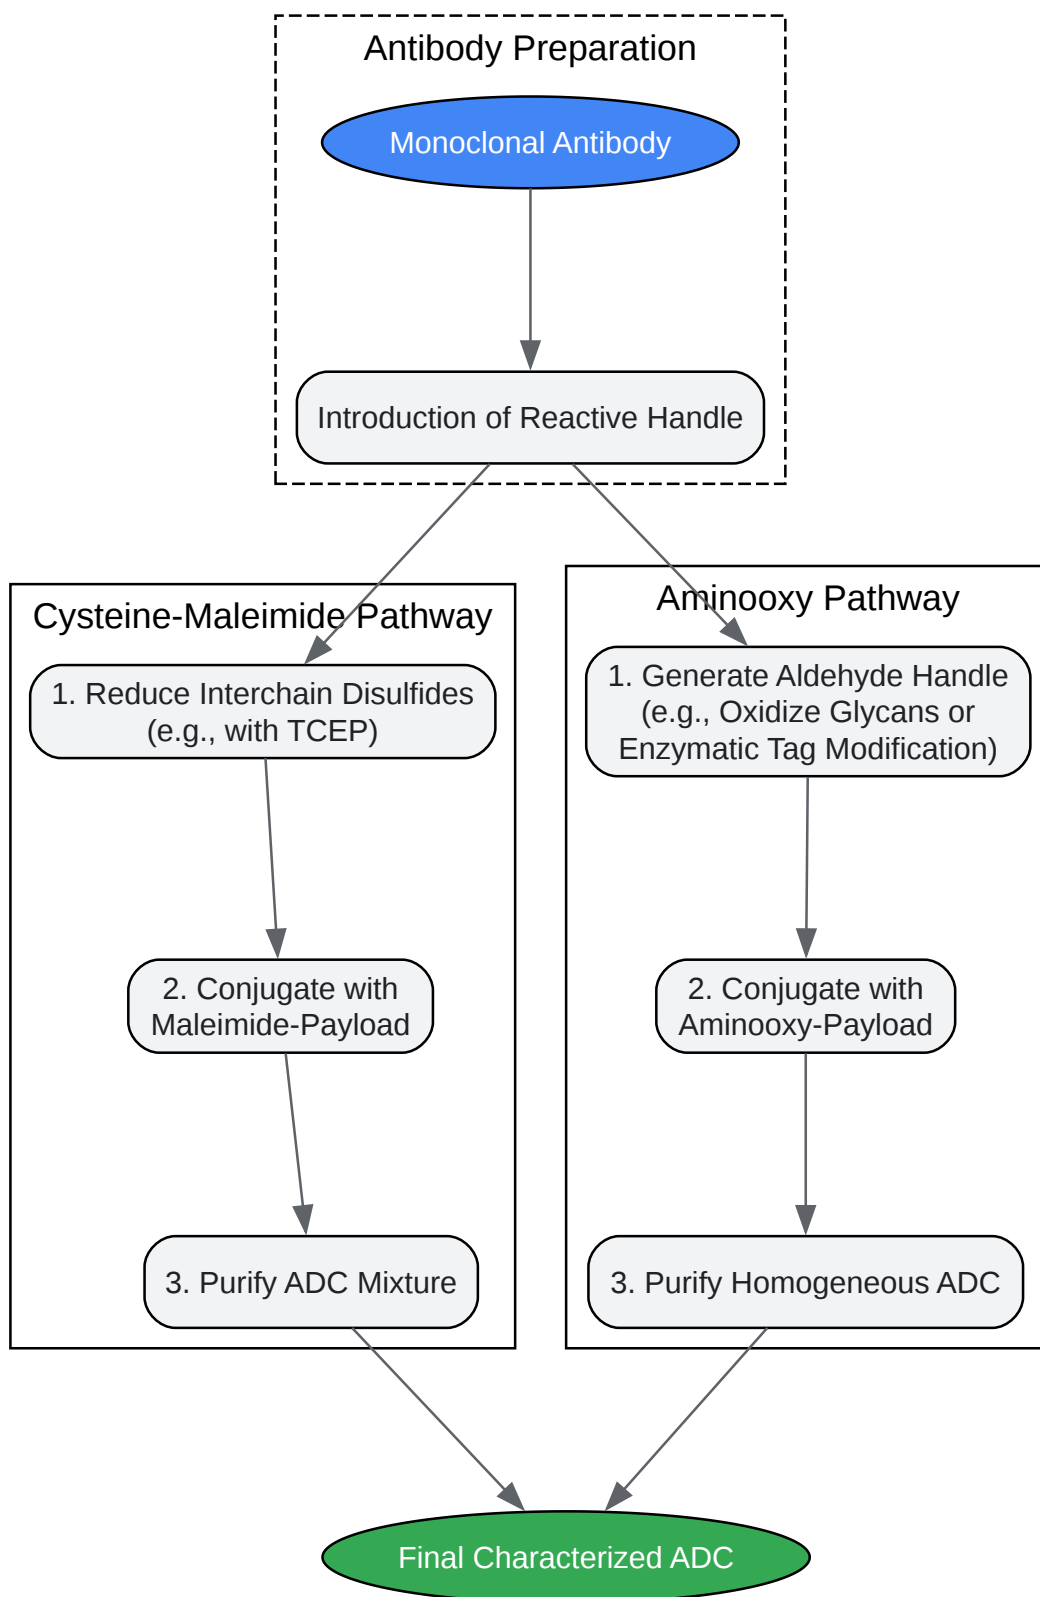 Antibody Preparation
Monoclonal Antibody
Introduction of Reactive Handle
Cysteine-Maleimide Pathway
1. Reduce Interchain Disulfides
(e.g., with TCEP)
2. Conjugate with
Maleimide-Payload
3. Purify ADC Mixture
Aminooxy Pathway
1. Generate Aldehyde Handle
(e.g., Oxidize Glycans or
Enzymatic Tag Modification)
2. Conjugate with
Aminooxy-Payload
3. Purify Homogeneous ADC
Final Characterized ADC